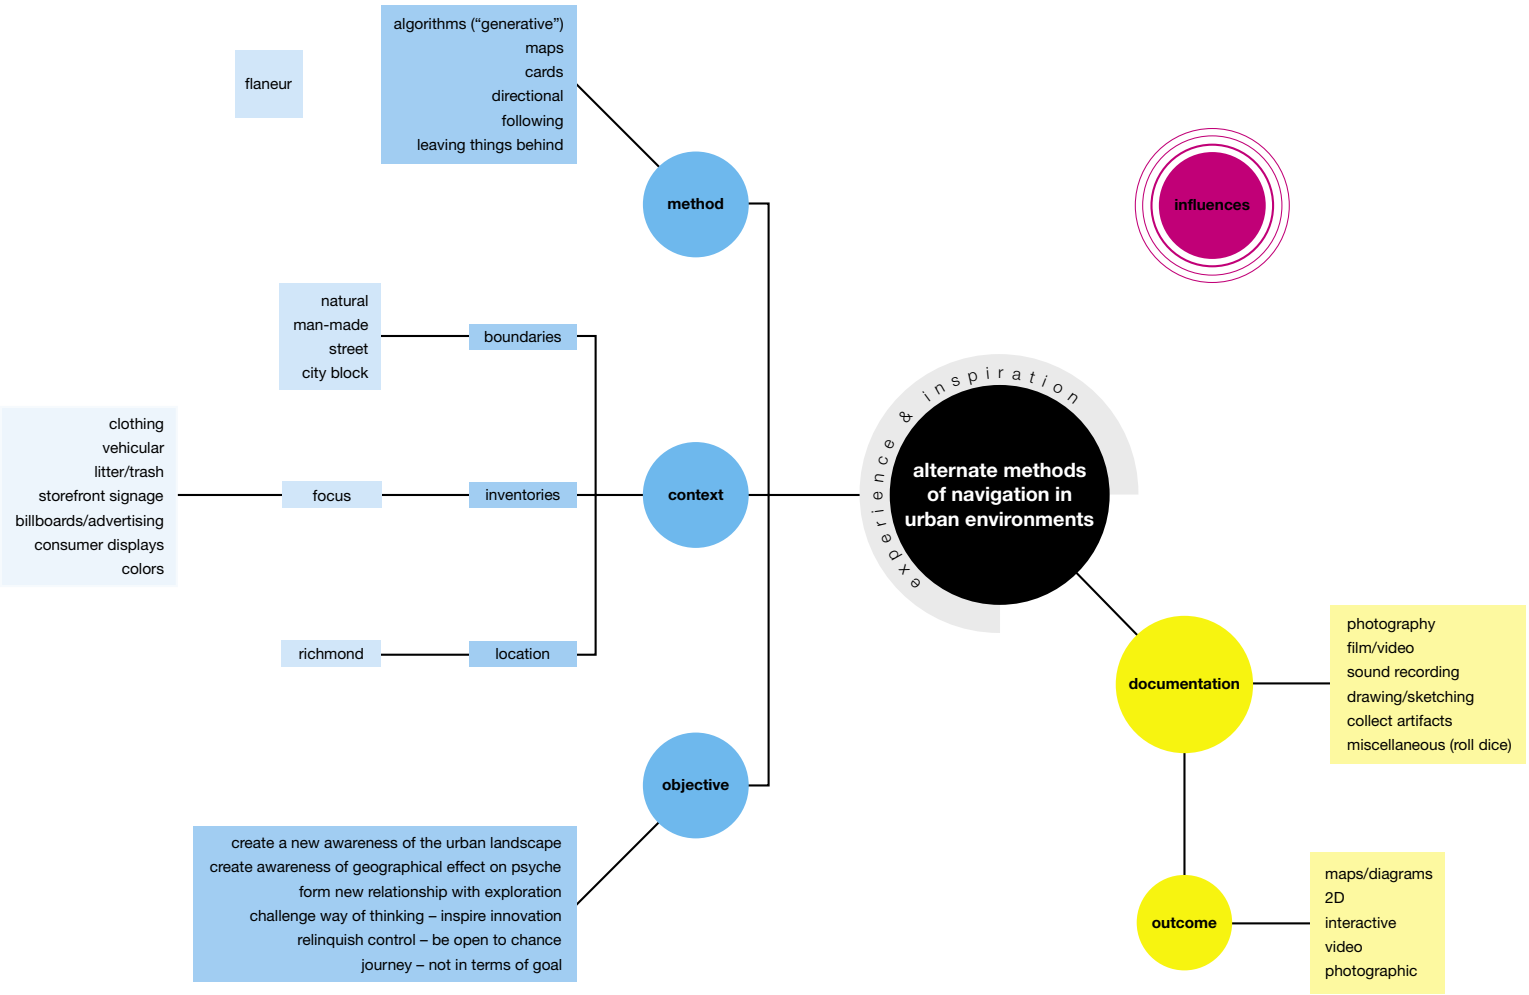 algorithms (“generative”)
maps
cards
directional
following
leaving things behind
flaneur
method
influences
natural
man-made
street
city block
boundaries
clothing
vehicular
litter/trash
storefront signage
billboards/advertising
consumer displays
colors
focus
inventories
context
experience & inspiration
alternate methods
of navigation in
urban environments
richmond
location
objective
create a new awareness of the urban landscape
create awareness of geographical effect on psyche
form new relationship with exploration
challenge way of thinking – inspire innovation
relinquish control – be open to chance
journey – not in terms of goal
documentation
photography
film/video
sound recording
drawing/sketching
collect artifacts
miscellaneous (roll dice)
outcome
maps/diagrams
2D
interactive
video
photographic